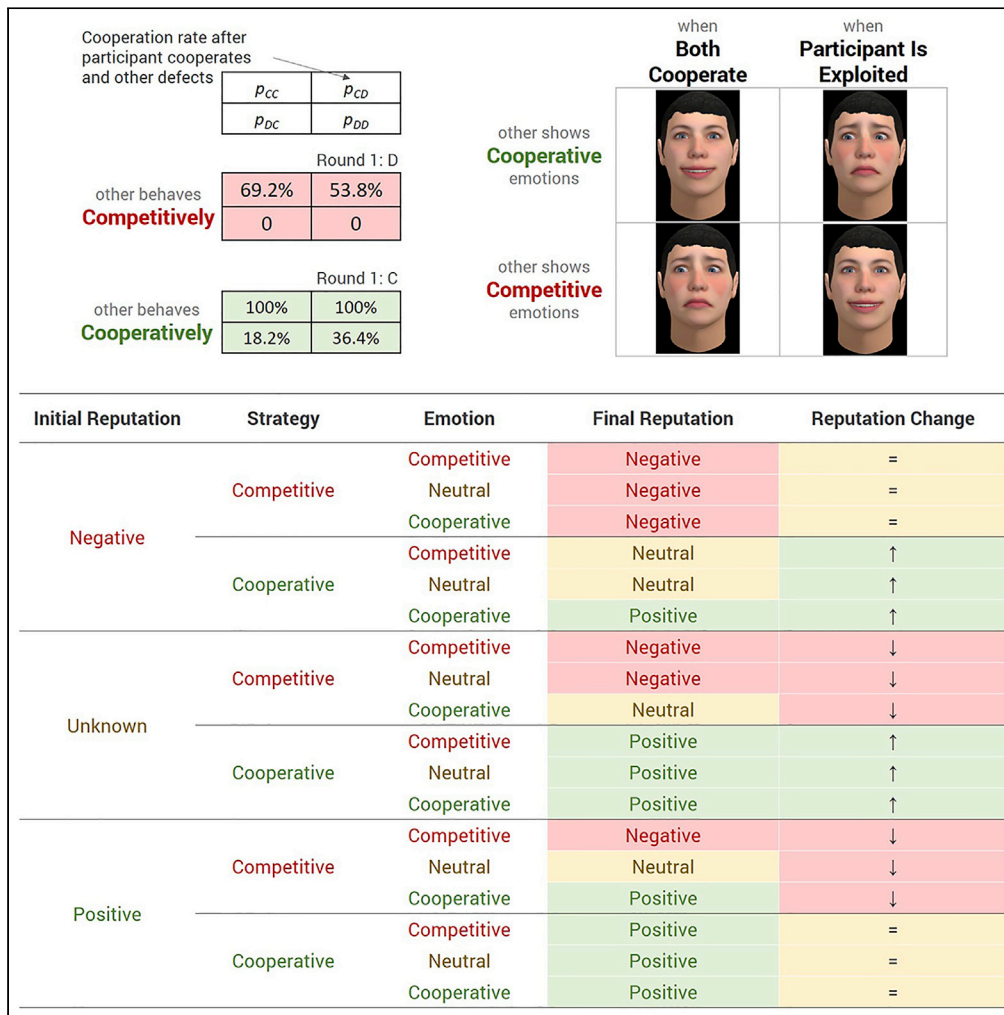 Cooperation rate after
participant cooperates
and other defects
pCC pCD
pDC pDD
Round 1: D
other behaves
Competitively
69.2% 53.8%
0 0
Round 1: C
other behaves
Cooperatively
100% 100%
18.2% 36.4%
when
Both
Cooperate
when
Participant Is
Exploited
other shows
Cooperative
emotions
other shows
Competitive
emotions
Initial Reputation Strategy Emotion Final Reputation Reputation Change
Negative
Competitive
Competitive Negative =
Neutral Negative =
Cooperative Negative =
Cooperative
Competitive Neutral ↑
Neutral Neutral ↑
Cooperative Positive ↑
Unknown
Competitive
Competitive Negative ↓
Neutral Negative ↓
Cooperative Neutral ↓
Cooperative
Competitive Positive ↑
Neutral Positive ↑
Cooperative Positive ↑
Positive
Competitive
Competitive Negative ↓
Neutral Neutral ↓
Cooperative Positive ↓
Cooperative
Competitive Positive =
Neutral Positive =
Cooperative Positive =